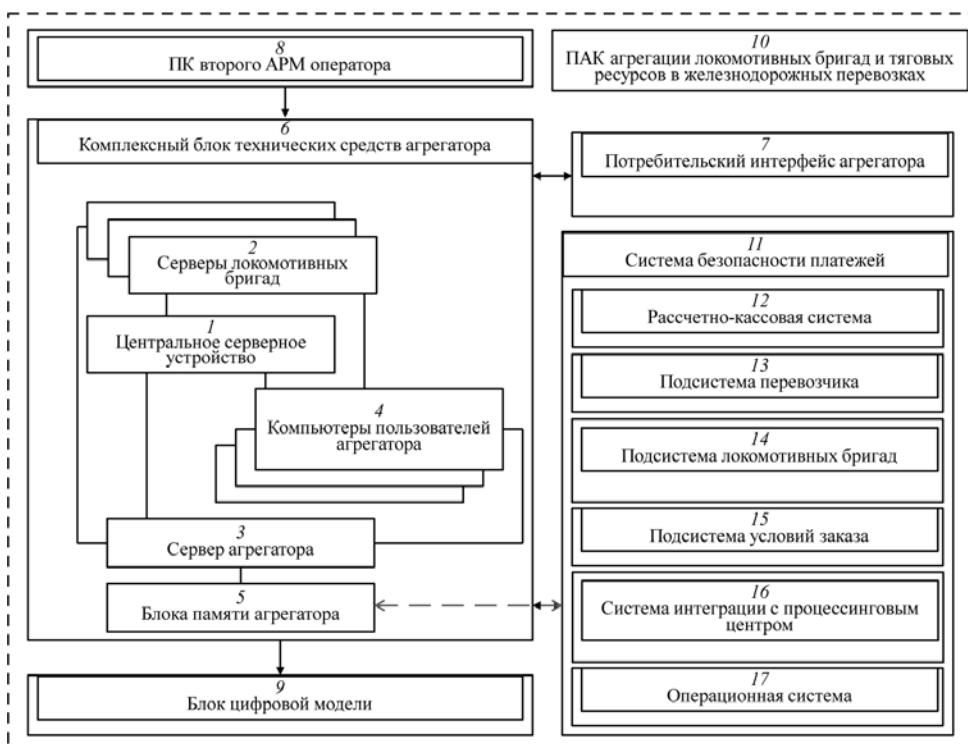 8
ПК второго АРМ оператора
10
ПАК агрегации локомотивных бригад и тяговых
ресурсов в железнодорожных перевозках
6
Комплексный блок технических средств агрегатора
7
Потребительский интерфейс агрегатора
2
Серверы локомотивных
бригад
1
Центральное серверное
устройство
4
Компьютеры пользователей
агрегатора
3
Сервер агрегатора
5
Блока памяти агрегатора
9
Блок цифровой модели
11
Система безопасности платежей
12
Рассчетно-кассовая система
13
Подсистема перевозчика
14
Подсистема локомотивных бригад
15
Подсистема условий заказа
16
Система интеграции с процессинговым
центром
17
Операционная система